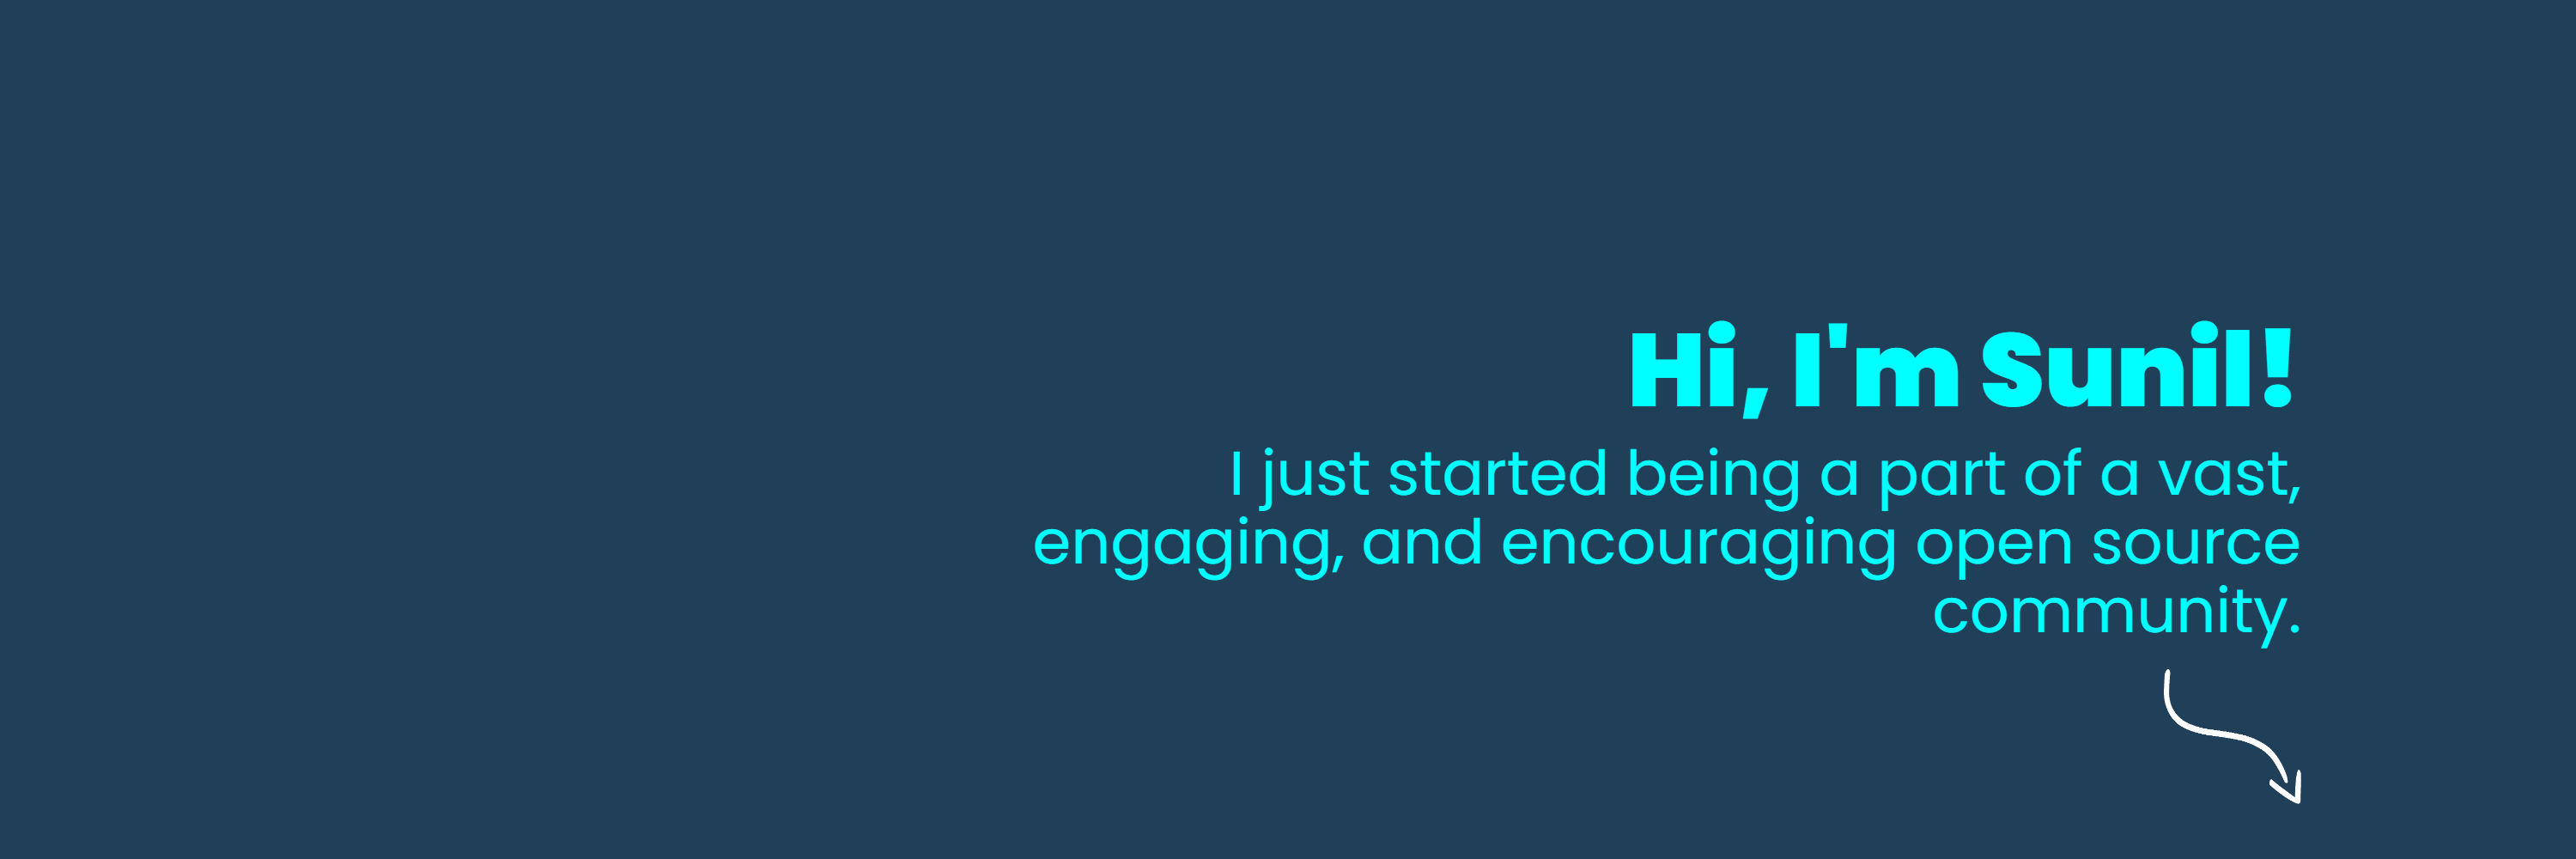 Hi, I'm Sunil!
I just started being a part of a vast,
engaging, and encouraging open source
community.